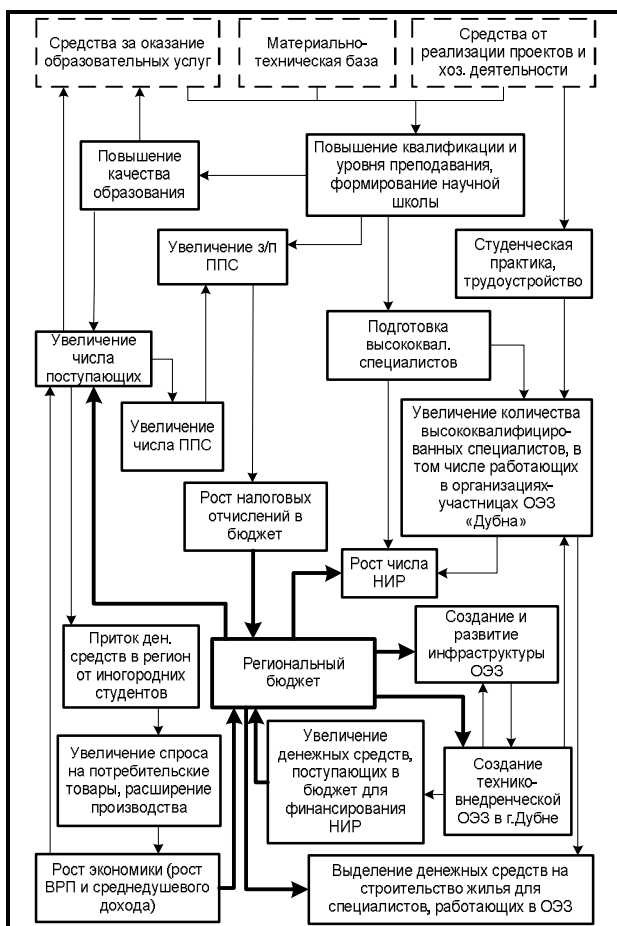 Средства за оказание
образовательных услуг
Материально-
техническая база
Средства от
реализации проектов и
хоз. деятельности
Повышение
качества
образования
Повышение квалификации и
уровня преподавания,
формирование научной
школы
Увеличение з/п
ППС
Студенческая
практика,
трудоустройство
Увеличение
числа
поступающих
Подготовка
высококвал.
специалистов
Увеличение
числа ППС
Увеличение количества
высококвалифициро-
ванных специалистов, в
том числе работающих
в организациях-
участницах ОЭЗ
«Дубна»
Рост налоговых
отчислений в
бюджет
Рост числа
НИР
Приток ден.
средств в регион
от иногородних
студентов
Региональный
бюджет
Создание и
развитие
инфраструктуры
ОЭЗ
Увеличение спроса
на потребительские
товары, расширение
производства
Увеличение
денежных средств,
поступающих в
бюджет для
финансирования
НИР
Создание
технико-
внедренческой
ОЭЗ в г.Дубне
Рост экономики (рост
ВРП и среднедушевого
дохода)
Выделение денежных средств на
строительство жилья для
специалистов, работающих в ОЭЗ